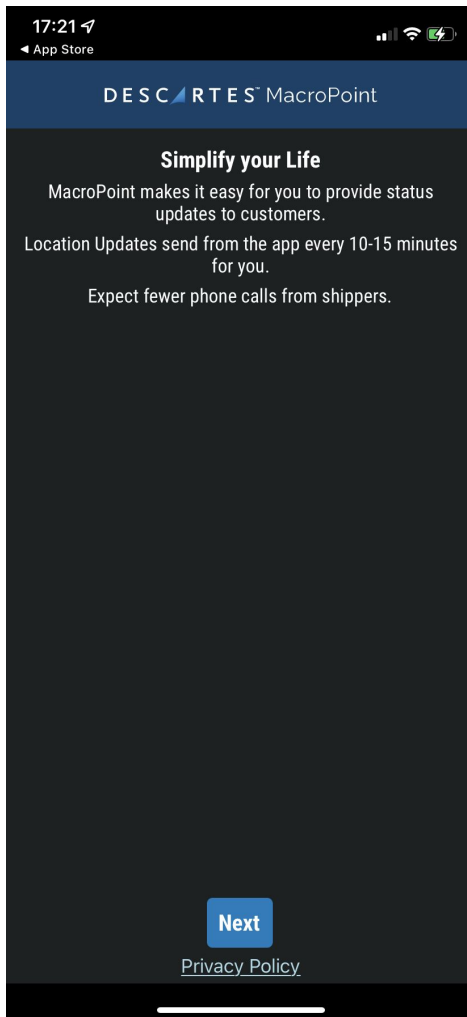 17:21
◀ App Store
DESCARTES™ MacroPoint
Simplify your Life
MacroPoint makes it easy for you to provide status
updates to customers.
Location Updates send from the app every 10-15 minutes
for you.
Expect fewer phone calls from shippers.
Next
Privacy Policy